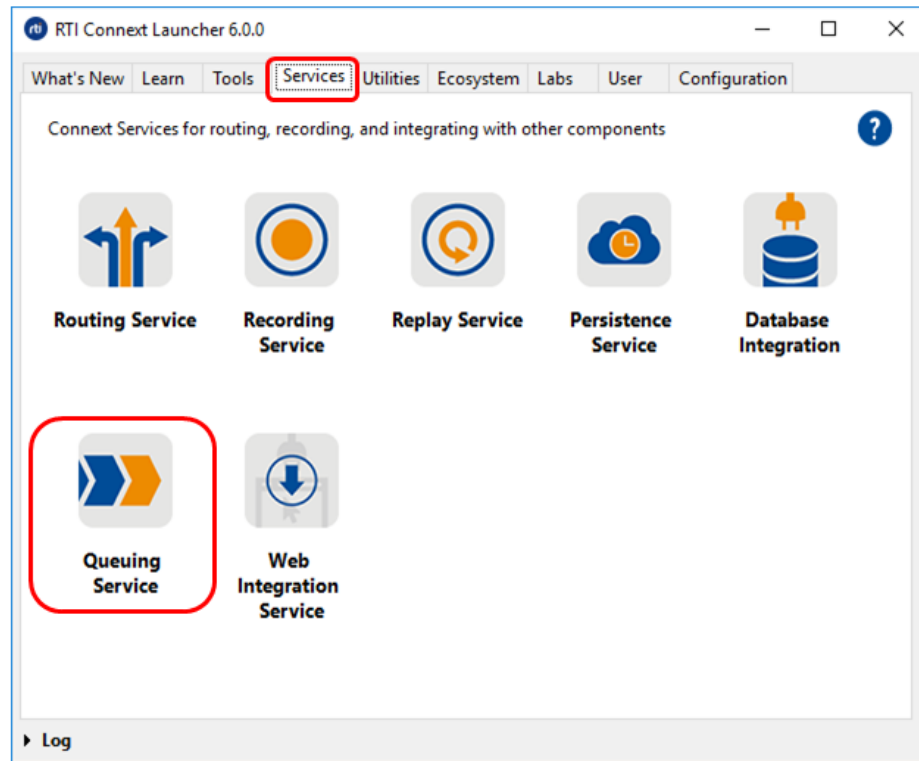 rti RTI Connext Launcher 6.0.0
What's New Learn Tools Services Utilities Ecosystem Labs User Configuration
Connext Services for routing, recording, and integrating with other components ?
Routing Service
Recording
Service
Replay Service
Persistence
Service
Database
Integration
Queuing
Service
Web
Integration
Service
Log